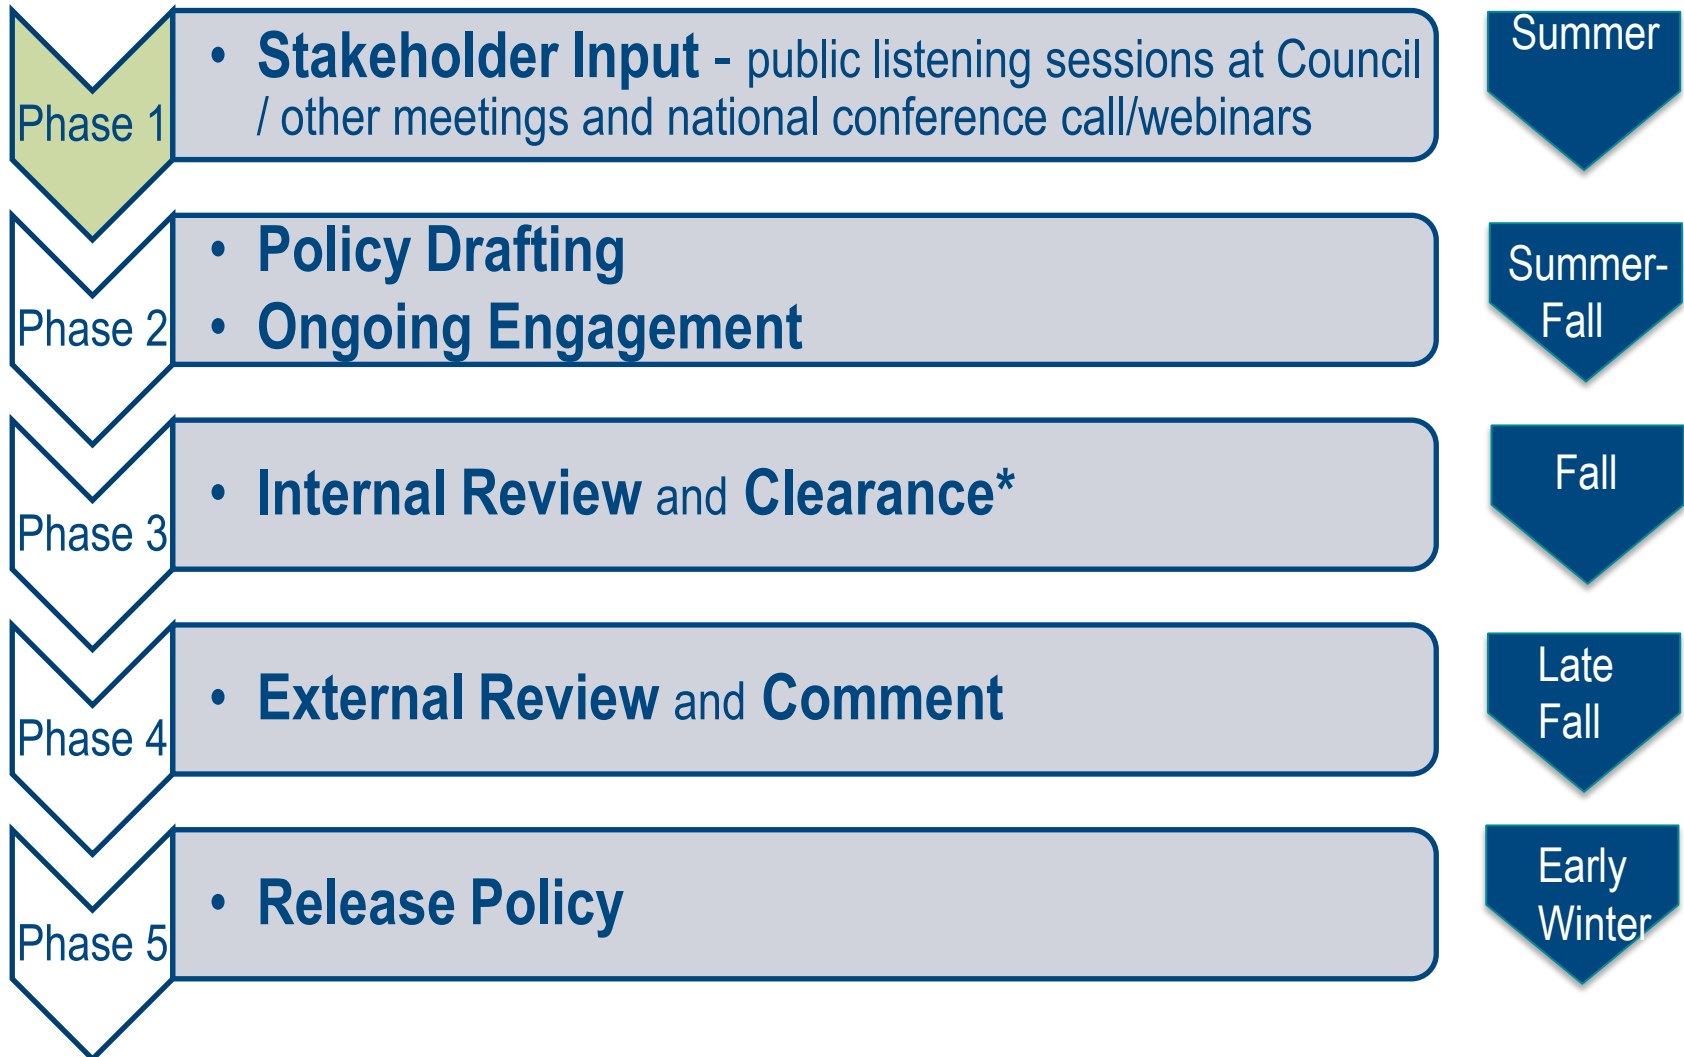 Phase 1
• Stakeholder Input - public listening sessions at Council
/ other meetings and national conference call/webinars
Summer
Phase 2
• Policy Drafting
• Ongoing Engagement
Summer-
Fall
Phase 3
• Internal Review and Clearance*
Fall
Phase 4
• External Review and Comment
Late
Fall
Phase 5
• Release Policy
Early
Winter